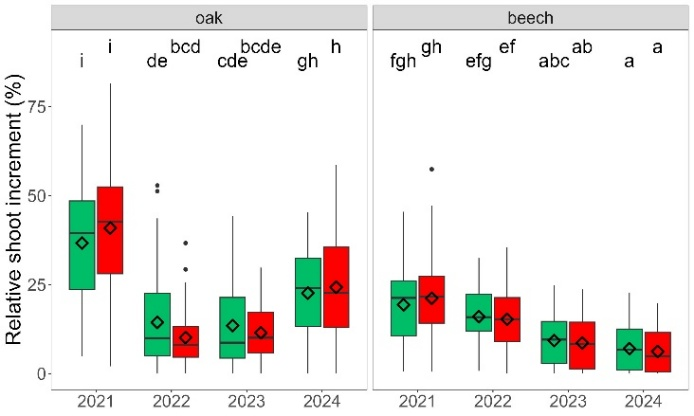 oak
beech
i i de bcd cde bcde gh h
fgh gh efg ef abc ab a a
Relative shoot increment (%)
75
50
25
0
2021 2022 2023 2024
2021 2022 2023 2024